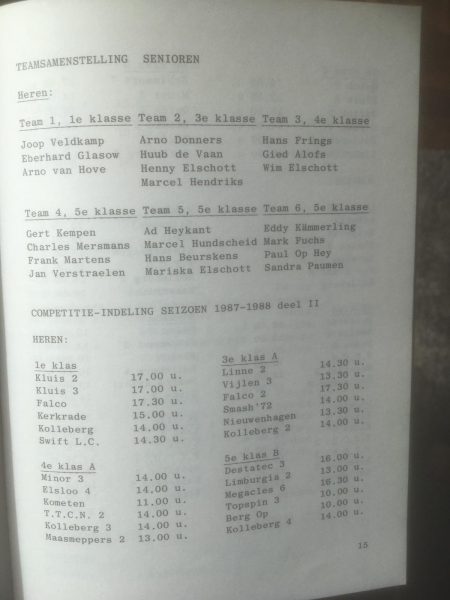 TEAMSAMENSTELLING SENIOREN
Heren:
Team 1, 1e klasse Team 2, 3e klasse Team 3, 4e klasse
Joop Veldkamp Arno Donners Hans Frings
Eberhard Glasow Huub de Vaan Gied Alofs
Arno van Hove Henny Elschott Wim Elschott
Marcel Hendriks
Team 4, 5e klasse Team 5, 5e klasse Team 6, 5e klasse
Gert Kempen Ad Heykant Eddy Kämmerling
Charles Mersmans Marcel Hundscheid Mark Fuchs
Frank Martens Hans Beurskens Paul Op Hey
Jan Verstraelen Mariska Elschott Sandra Paumen
COMPETITIE-INDELING SEIZOEN 1987-1988 deel II
HEREN:
1e klas
Kluis 2 17.00 u.
Kluis 3 17.00 u.
Falco 17.30 u.
Kerkrade 15.00 u.
Kolleberg 14.00 u.
Swift L.C. 14.30 u.
3e klas A
Linne 2 14.30 u.
Vijlen 3 13.30 u.
Falco 2 17.30 u.
Smash'72 14.00 u.
Nieuwenhagen 13.30 u.
Kolleberg 2 14.00 u.
4e klas A
Minor 3 14.00 u.
Elsloo 4 14.00 u.
Kometen 11.00 u.
T.T.C.N. 2 14.00 u.
Kolleberg 3 14.00 u.
Maasmeppers 2 13.00 u.
5e klas B
Destatec 3 16.00 u.
Limburgia 2 13.00 u.
Megacles 6 16.30 u.
Topspin 3 10.00 u.
Berg Op 10.00 u.
Kolleberg 4 14.00 u.
15